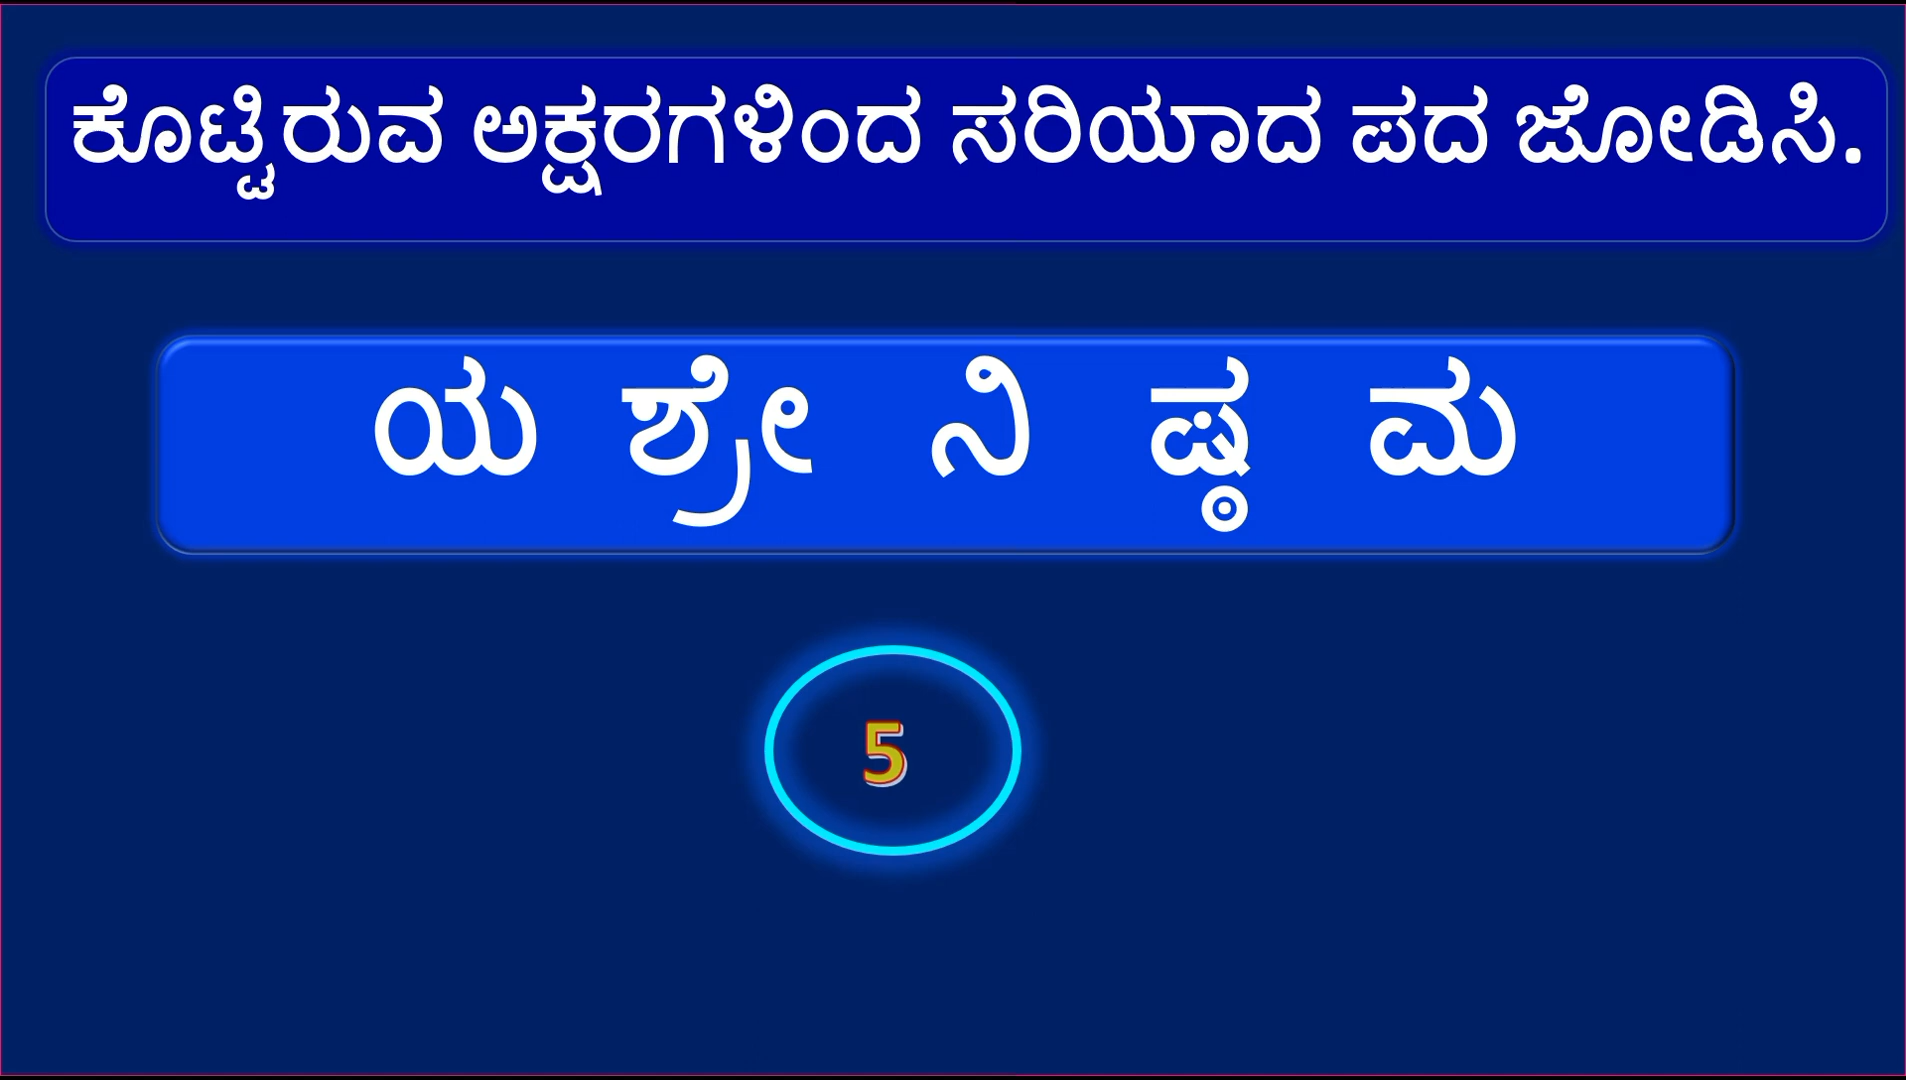 ಕೊಟ್ಟಿರುವ ಅಕ್ಷರಗಳಿಂದ ಸರಿಯಾದ ಪದ ಜೋಡಿಸಿ.
ಯ ಶ್ರೇ ನಿ ಷ್ಠ ಮ
5